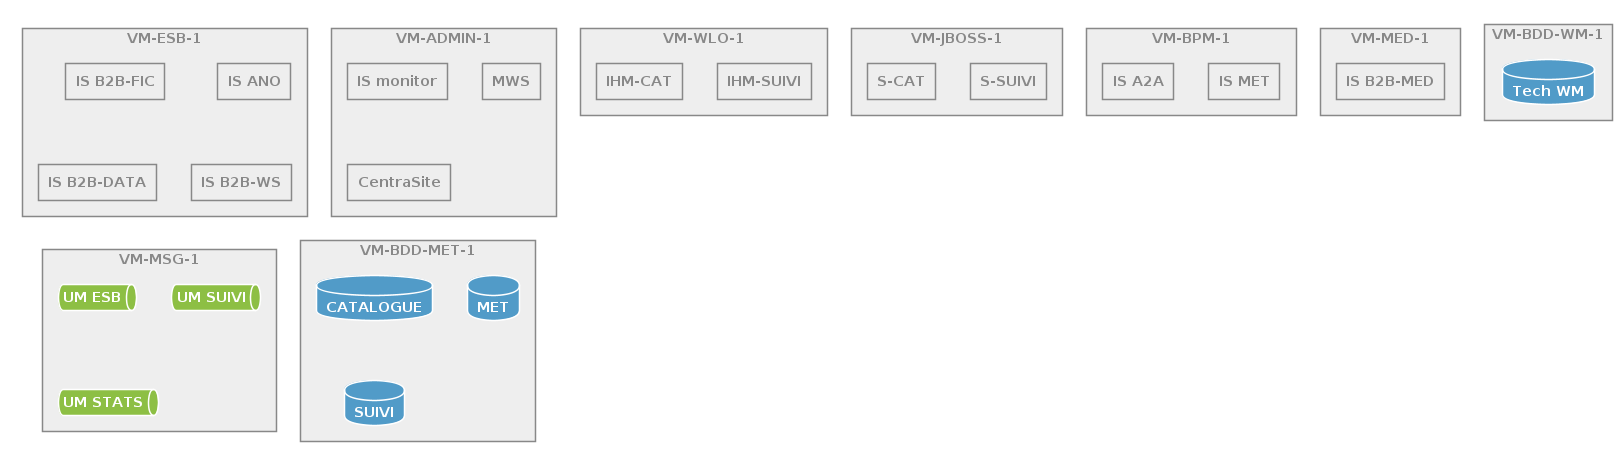 VM-ESB-1
IS B2B-FIC
IS ANO
IS B2B-DATA
IS B2B-WS
VM-ADMIN-1
IS monitor
MWS
CentraSite
VM-WLO-1
IHM-CAT
IHM-SUIVI
VM-JBOSS-1
S-CAT
S-SUIVI
VM-BPM-1
IS A2A
IS MET
VM-MED-1
IS B2B-MED
VM-BDD-WM-1
Tech WM
VM-MSG-1
UM ESB
UM SUIVI
UM STATS
VM-BDD-MET-1
CATALOGUE
MET
SUIVI